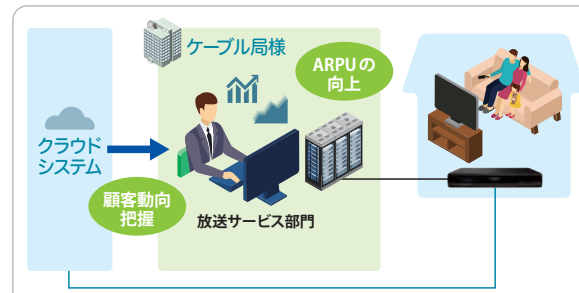 ケーブル局様
ARPUの
向上
クラウド
システム
顧客動向
把握
放送サービス部門